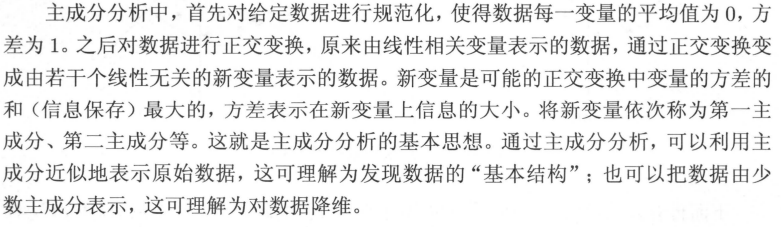 主成分分析中，首先对给定数据进行规范化，使得数据每一变量的平均值为 0，方
差为 1。之后对数据进行正交变换，原来由线性相关变量表示的数据，通过正交变换变
成由若干个线性无关的新变量表示的数据。新变量是可能的正交变换中变量的方差的
和（信息保存）最大的，方差表示在新变量上信息的大小。将新变量依次称为第一主
成分、第二主成分等。这就是主成分分析的基本思想。通过主成分分析，可以利用主
成分近似地表示原始数据，这可理解为发现数据的“基本结构”；也可以把数据由少
数主成分表示，这可理解为对数据降维。